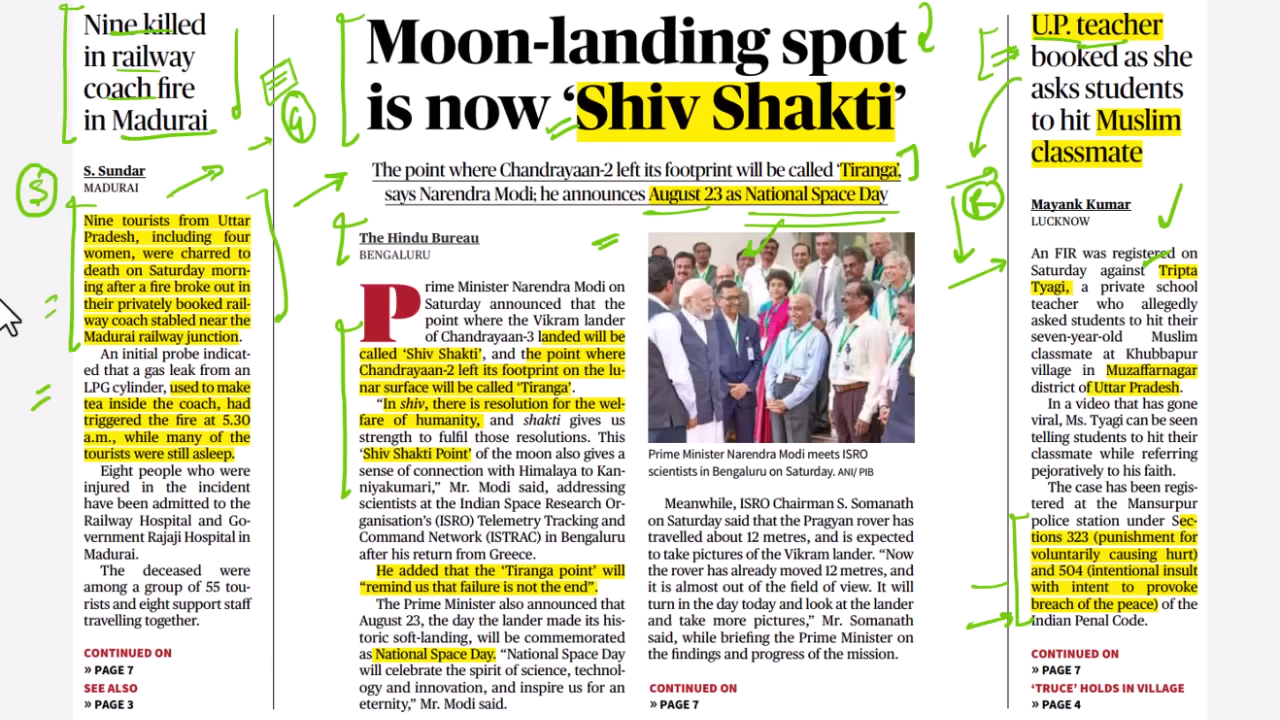 Nine killed
in railway
coach fire
in Madurai
S. Sundar
MADURAI
Nine tourists from Uttar
Pradesh, including four
women, were charred to
death on Saturday morn-
ing after a fire broke out in
their privately booked rail-
way coach stabled near the
Madurai railway junction.
An initial probe indicat-
ed that a gas leak from an
LPG cylinder, used to make
tea inside the coach, had
triggered the fire at 5.30
a.m., while many of the
tourists were still asleep.
Eight people who were
injured in the incident
have been admitted to the
Railway Hospital and Go-
vernment Rajaji Hospital in
Madurai.
The deceased were
among a group of 55 tou-
rists and eight support staff
travelling together.
CONTINUED ON
» PAGE 7
SEE ALSO
» PAGE 3
Moon-landing spot
is now ‘Shiv Shakti’
The point where Chandrayaan-2 left its footprint will be called ‘Tiranga’,
says Narendra Modi; he announces August 23 as National Space Day
The Hindu Bureau
BENGALURU
Prime Minister Narendra Modi on
Saturday announced that the
point where the Vikram lander
of Chandrayaan-3 landed will be
called ‘Shiv Shakti’, and the point where
Chandrayaan-2 left its footprint on the lu-
nar surface will be called ‘Tiranga’.
“In shiv, there is resolution for the wel-
fare of humanity, and shakti gives us
strength to fulfil those resolutions. This
‘Shiv Shakti Point’ of the moon also gives a
sense of connection with Himalaya to Kan-
niyakumari,” Mr. Modi said, addressing
scientists at the Indian Space Research Or-
ganisation’s (ISRO) Telemetry Tracking and
Command Network (ISTRAC) in Bengaluru
after his return from Greece.
He added that the ‘Tiranga point’ will
“remind us that failure is not the end”.
The Prime Minister also announced that
August 23, the day the lander made its his-
toric soft-landing, will be commemorated
as National Space Day. “National Space Day
will celebrate the spirit of science, technol-
ogy and innovation, and inspire us for an
eternity,” Mr. Modi said.
Prime Minister Narendra Modi meets ISRO
scientists in Bengaluru on Saturday. ANI/ PIB
Meanwhile, ISRO Chairman S. Somanath
on Saturday said that the Pragyan rover has
travelled about 12 metres, and is expected
to take pictures of the Vikram lander. “Now
the rover has already moved 12 metres, and
it is almost out of the field of view. It will
turn in the day today and look at the lander
and take more pictures,” Mr. Somanath
said, while briefing the Prime Minister on
the findings and progress of the mission.
CONTINUED ON
» PAGE 7
U.P. teacher
booked as she
asks students
to hit Muslim
classmate
Mayank Kumar
LUCKNOW
An FIR was registered on
Saturday against Tripta
Tyagi, a private school
teacher who allegedly
asked students to hit their
seven-year-old Muslim
classmate at Khubbapur
village in Muzaffarnagar
district of Uttar Pradesh.
In a video that has gone
viral, Ms. Tyagi can be seen
telling students to hit their
classmate while referring
pejoratively to his faith.
The case has been regis-
tered at the Mansurpur
police station under Sec-
tions 323 (punishment for
voluntarily causing hurt)
and 504 (intentional insult
with intent to provoke
breach of the peace) of the
Indian Penal Code.
CONTINUED ON
» PAGE 7
‘TRUCE’ HOLDS IN VILLAGE
» PAGE 4